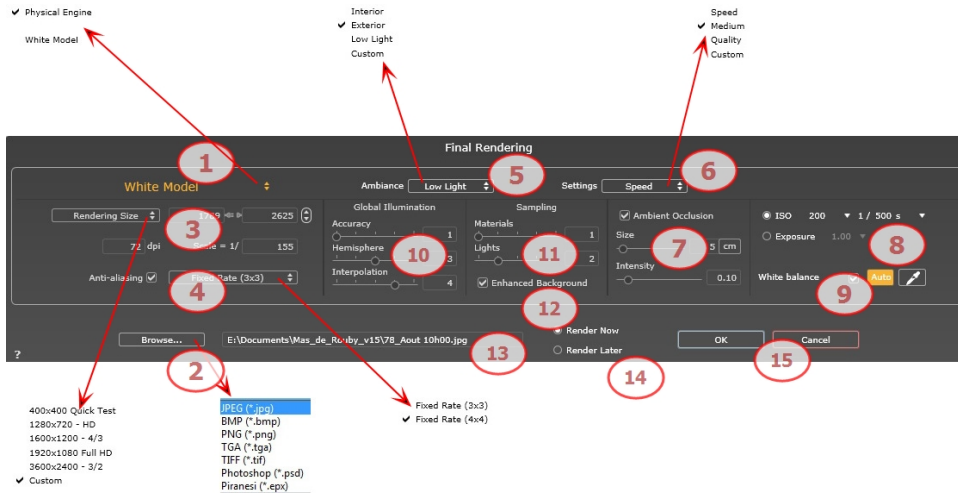 ✔ Physical Engine
White Model
Interior
✔ Exterior
Low Light
Custom
Speed
✔ Medium
Quality
Custom
Final Rendering
1
White Model
Ambiance Low Light 5
Settings Speed 6
Rendering Size 3 2625
72 dpi Scale = 1/ 155
Anti-aliasing Fixed Rate (3x3)
4
Global Illumination
Accuracy 1
Hemisphere 10 3
Interpolation 4
Sampling
Materials 1
Lights 11 2
Enhanced Background
12
Ambient Occlusion
Size 7 5 cm
Intensity 0.10
ISO 200 1 / 500 s
Exposure 1.00 8
White balance Auto
9
Browse... E:\Documents\Mas_de_Rouby_v15\78_Aout 10h00.jpg
2
13
Render Now
Render Later
14
OK Cancel
15
?
400x400 Quick Test
1280x720 - HD
1600x1200 - 4/3
1920x1080 Full HD
3600x2400 - 3/2
✔ Custom
JPEG (*.jpg)
BMP (*.bmp)
PNG (*.png)
TGA (*.tga)
TIFF (*.tif)
Photoshop (*.psd)
Piranesi (*.epx)
Fixed Rate (3x3)
✔ Fixed Rate (4x4)